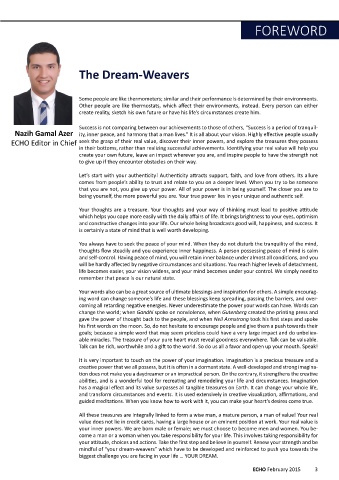 FOREWORD
The Dream-Weavers
Some people are like thermometers; similar and their performance is determined by their environments.
Other people are like thermostats, which affect their environments, instead. Every person can either
create reality, sketch his own future or have his life's circumstances create him.
Success is not comparing between our achievements to those of others, "Success is a period of tranquil-
ity, inner peace, and harmony that a man lives." It is all about your vision. Highly effective people usually
seek the grasp of their real value, discover their inner powers, and explore the treasures they possess
in their bottoms, rather than realizing successful achievements. Identifying your real value will help you
create your own future, leave an impact wherever you are, and inspire people to have the strength not
to give up if they encounter obstacles on their way.
Nazih Gamal Azer
ECHO Editor in Chief
Let's start with your authenticity! Authenticity attracts support, faith, and love from others. Its allure
comes from people's ability to trust and relate to you on a deeper level. When you try to be someone
that you are not, you give up your power. All of your power is in being yourself. The closer you are to
being yourself, the more powerful you are. Your true power lies in your unique and authentic self.
Your thoughts are a treasure. Your thoughts and your way of thinking must lead to positive attitude
which helps you cope more easily with the daily affairs of life. It brings brightness to your eyes, optimism
and constructive changes into your life. Our whole being broadcasts good will, happiness, and success. It
is certainly a state of mind that is well worth developing.
You always have to seek the peace of your mind. When they do not disturb the tranquility of the mind,
thoughts flow steadily and you experience inner happiness. A person possessing peace of mind is calm
and self-control. Having peace of mind, you will retain inner balance under almost all conditions, and you
will be hardly affected by negative circumstances and situations. You reach higher levels of detachment,
life becomes easier, your vision widens, and your mind becomes under your control. We simply need to
remember that peace is our natural state.
Your words also can be a great source of ultimate blessings and inspiration for others. A simple encourag-
ing word can change someone's life and these blessings keep spreading, passing the barriers, and over-
coming all retarding negative energies. Never underestimate the power your words can have. Words can
change the world; when Gandhi spoke on nonviolence, when Gutenberg created the printing press and
gave the power of thought back to the people, and when Neil Armstrong took his first steps and spoke
his first words on the moon. So, do not hesitate to encourage people and give them a push towards their
goals; because a simple word that may seem priceless could have a very large impact and do unbeliev-
able miracles. The treasure of your pure heart must reveal goodness everywhere. Talk can be valuable.
Talk can be rich, worthwhile and a gift to the world. So do us all a favor and open up your mouth. Speak!
It is very important to touch on the power of your imagination. Imagination is a precious treasure and a
creative power that we all possess, but it is often in a dormant state. A well-developed and strong imagina-
tion does not make you a daydreamer or an impractical person. On the contrary, it strengthens the creative
abilities, and is a wonderful tool for recreating and remodeling your life and circumstances. Imagination
has a magical effect and its value surpasses all tangible treasures on Earth. It can change your whole life,
and transform circumstances and events. It is used extensively in creative visualization, affirmations, and
guided meditations. When you know how to work with it, you can make your heart's desires come true.
All these treasures are integrally linked to form a wise man, a mature person, a man of value! Your real
value does not lie in credit cards, having a large house or an eminent position at work. Your real value is
your inner powers. We are born male or female; we must choose to become men and women. You be-
come a man or a woman when you take responsibility for your life. This involves taking responsibility for
your attitude, choices and actions. Take the first step and believe in yourself. Renew your strength and be
mindful of "your dream-weavers" which have to be developed and reinforced to push you towards the
biggest challenge you are facing in your life ... YOUR DREAM.
ECHO February 2015 3